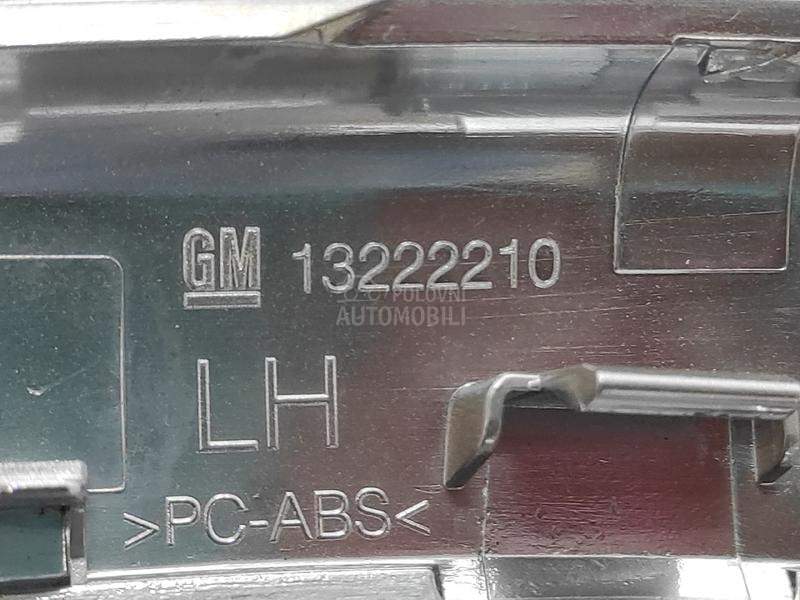 GM 13222210
POLOVNI
AUTOMOBILI
LH
>PC-ABS<